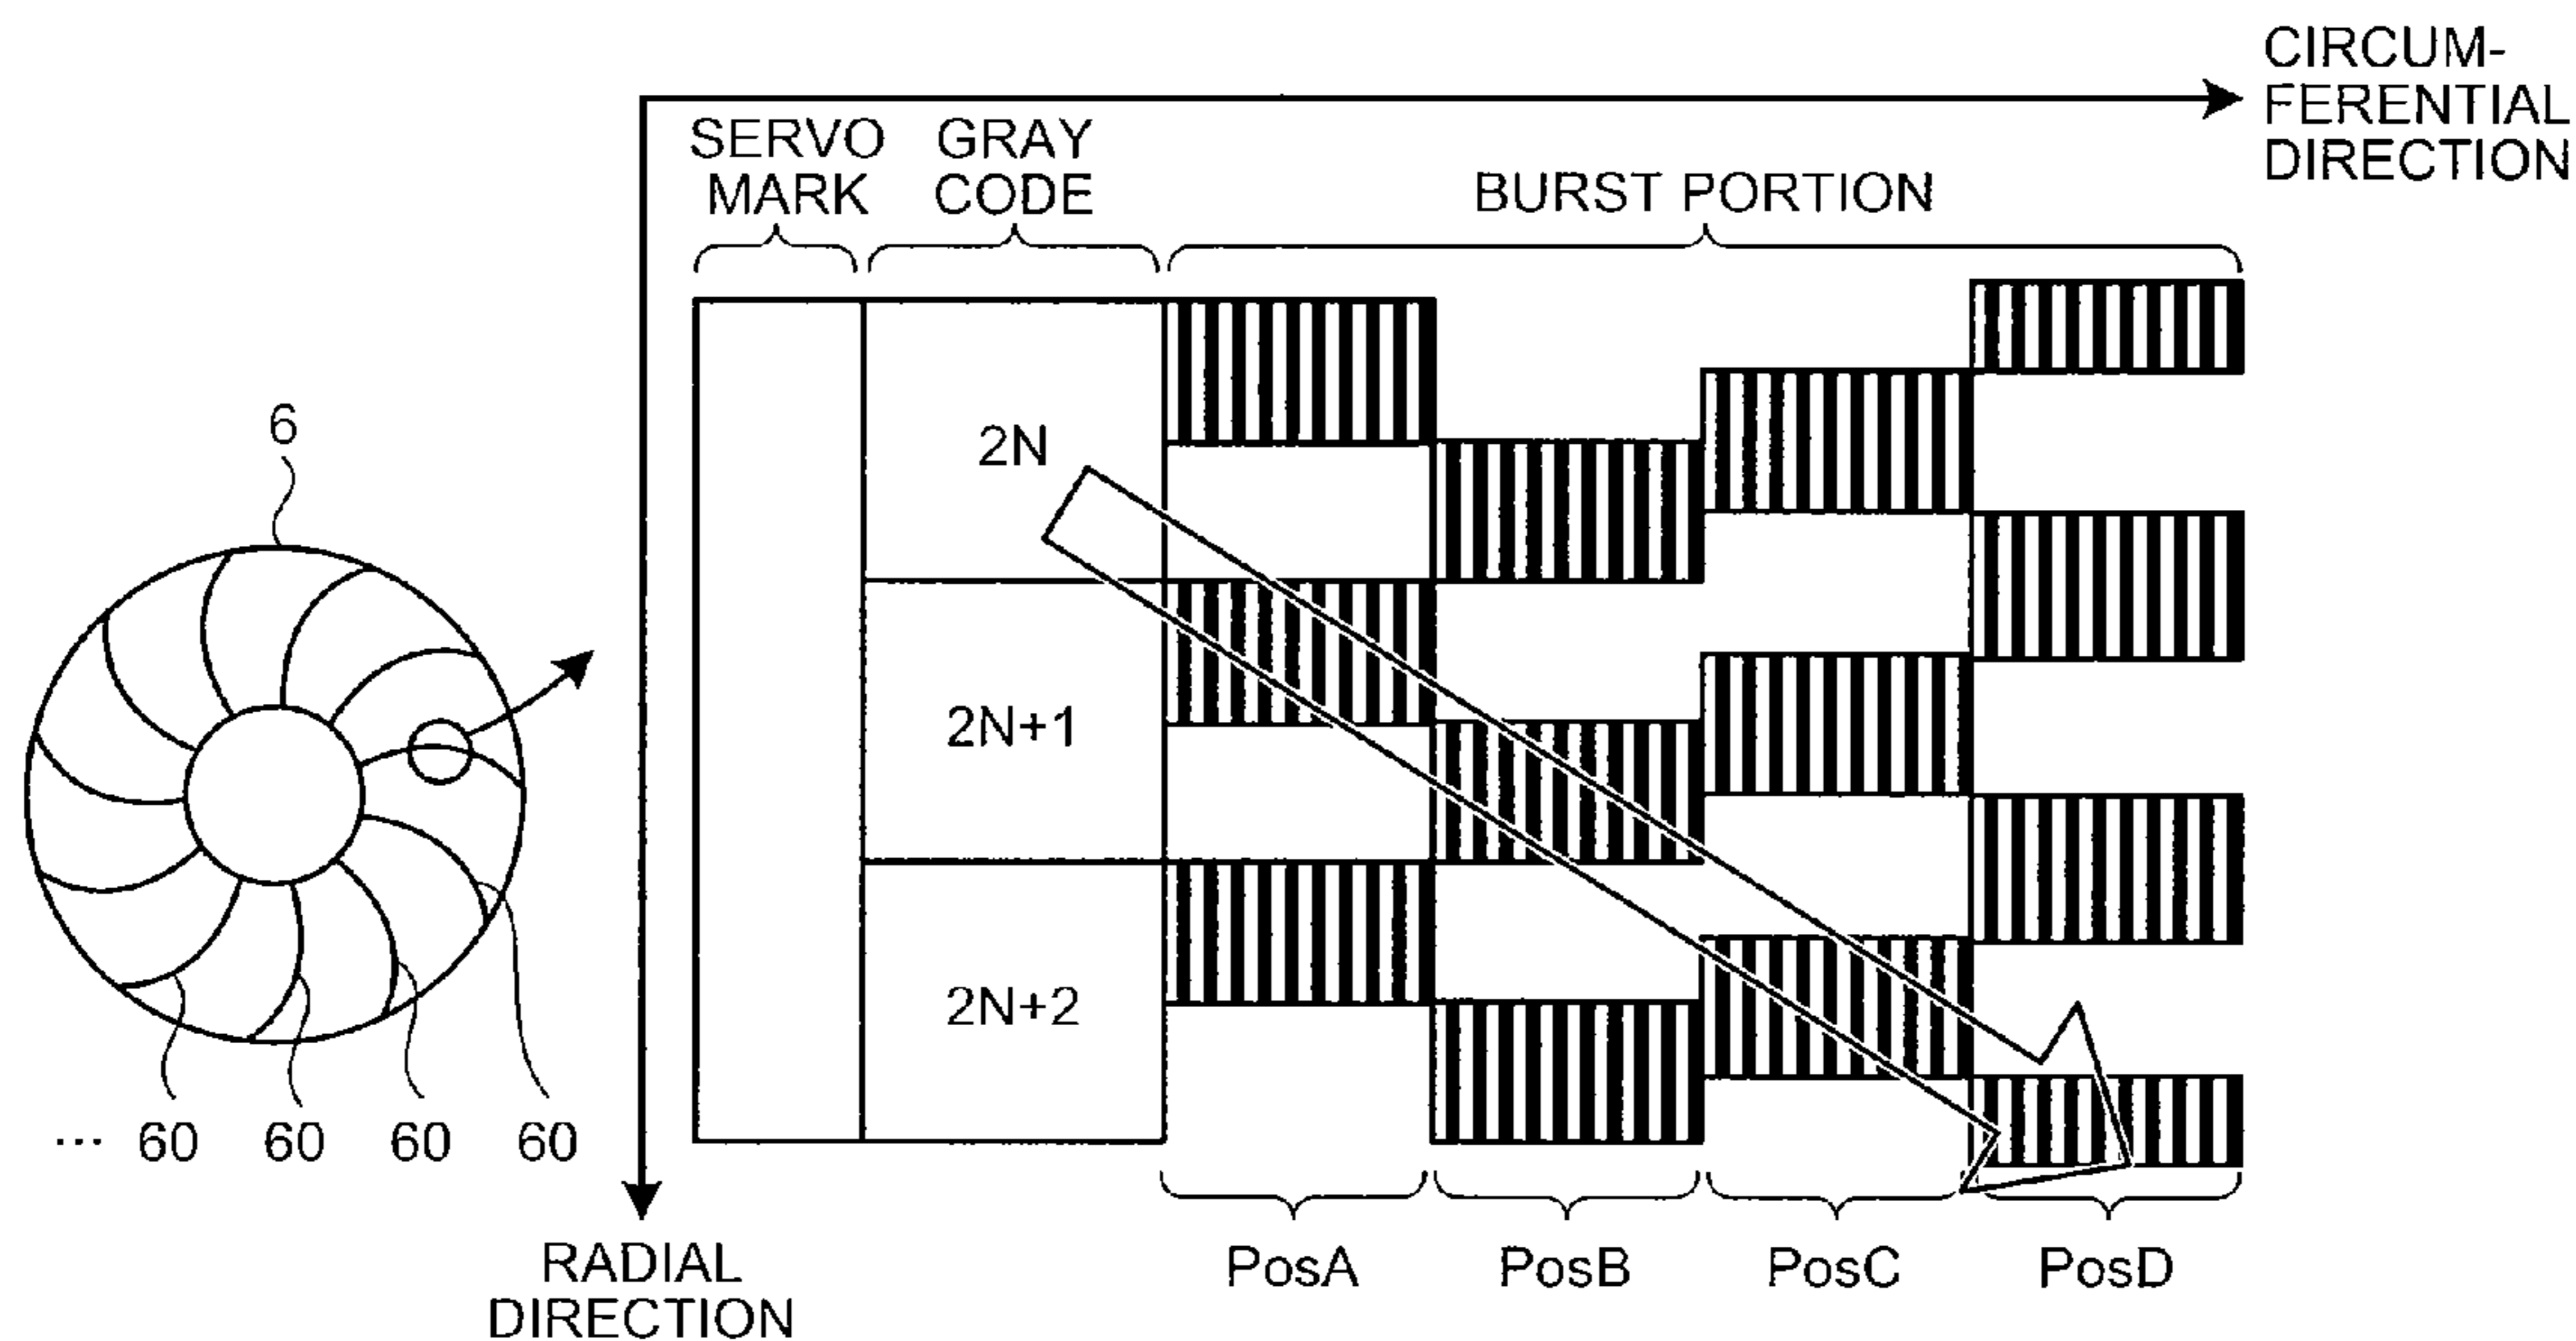 CIRCUM-
FERENTIAL
DIRECTION
SERVO
MARK
GRAY
CODE
BURST PORTION
6
2N
2N+1
2N+2
... 60 60 60 60
PosA PosB PosC PosD
RADIAL
DIRECTION